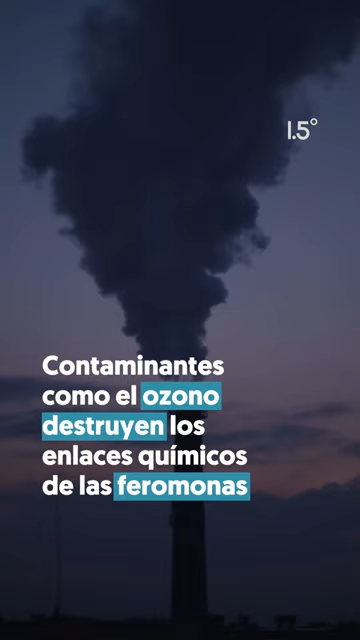 1.5°
Contaminantes
como el ozono
destruyen los
enlaces químicos
de las feromonas